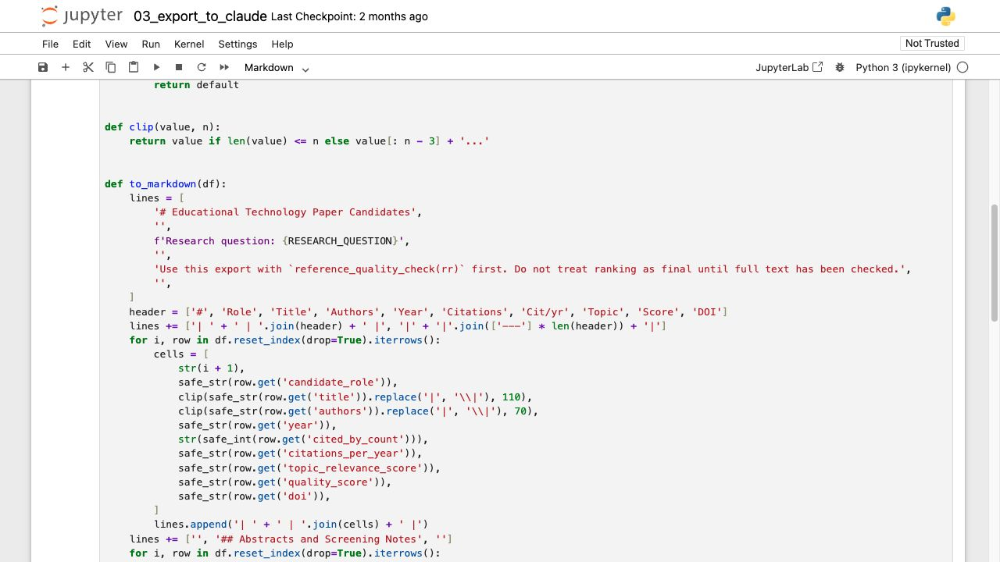 jupyter 03_export_to_claude Last Checkpoint: 2 months ago
File Edit View Run Kernel Settings Help Not Trusted
Markdown JupyterLab Python 3 (ipykernel)
        return default
def clip(value, n):
    return value if len(value) <= n else value[: n - 3] + '...'
def to_markdown(df):
    lines = [
        '# Educational Technology Paper Candidates',
        '',
        f'Research question: {RESEARCH_QUESTION}',
        '',
        'Use this export with `reference_quality_check(rr)` first. Do not treat ranking as final until full text has been checked.',
        '',
    ]
    header = ['#', 'Role', 'Title', 'Authors', 'Year', 'Citations', 'Cit/yr', 'Topic', 'Score', 'DOI']
    lines += ['| ' + ' | '.join(header) + ' |', '|' + '|'.join(['---'] * len(header)) + '|']
    for i, row in df.reset_index(drop=True).iterrows():
        cells = [
            str(i + 1),
            safe_str(row.get('candidate_role')),
            clip(safe_str(row.get('title')).replace('|', '\\|'), 110),
            clip(safe_str(row.get('authors')).replace('|', '\\|'), 70),
            safe_str(row.get('year')),
            str(safe_int(row.get('cited_by_count'))),
            safe_str(row.get('citations_per_year')),
            safe_str(row.get('topic_relevance_score')),
            safe_str(row.get('quality_score')),
            safe_str(row.get('doi')),
        ]
        lines.append('| ' + ' | '.join(cells) + ' |')
    lines += ['', '## Abstracts and Screening Notes', '']
    for i, row in df.reset_index(drop=True).iterrows():